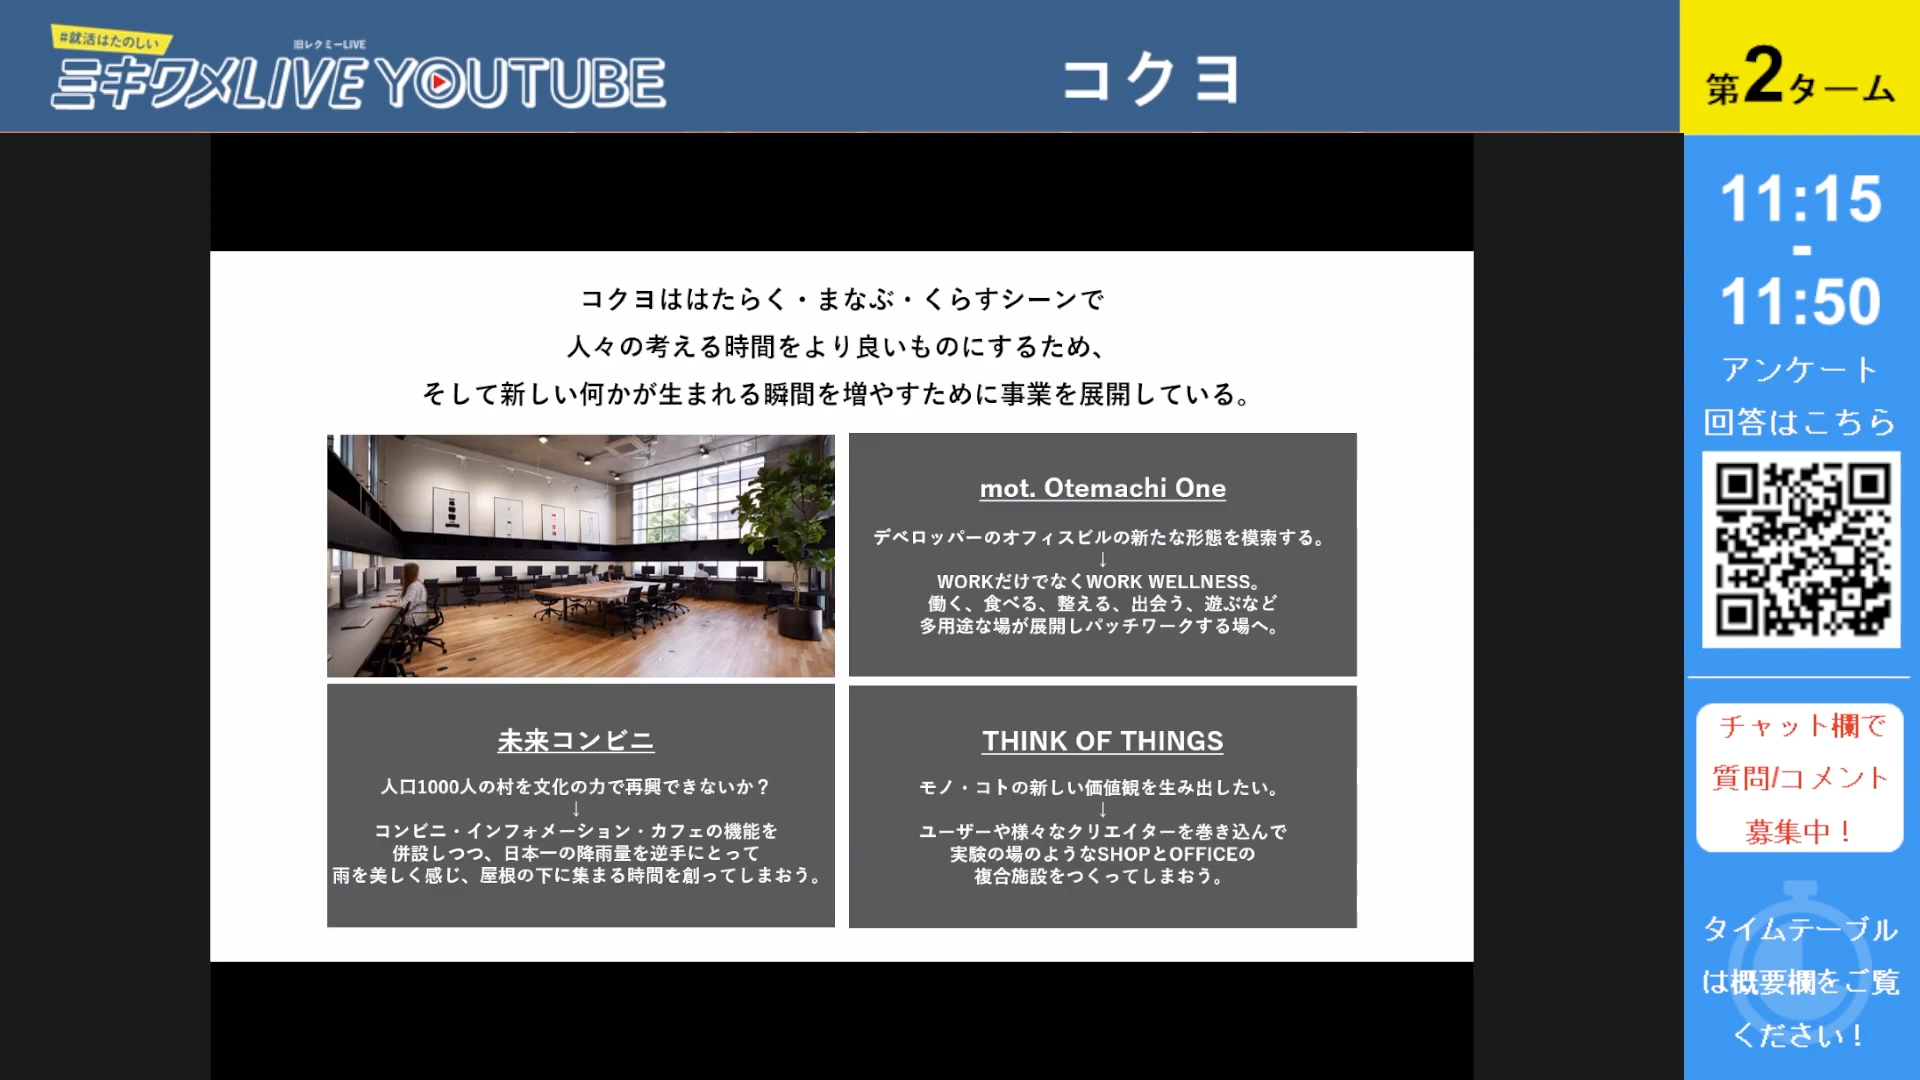 #就活はたのしい
旧レクミーLIVE
ミキワメLIVE YOUTUBE
コクヨ
第2ターム
コクヨははたらく・まなぶ・くらすシーンで
人々の考える時間をより良いものにするため、
そして新しい何かが生まれる瞬間を増やすために事業を展開している。
mot. Otemachi One
デベロッパーのオフィスビルの新たな形態を模索する。
↓
WORKだけでなくWORK WELLNESS。
働く、食べる、整える、出会う、遊ぶなど
多用途な場が展開しパッチワークする場へ。
未来コンビニ
人口1000人の村を文化の力で再興できないか？
↓
コンビニ・インフォメーション・カフェの機能を
併設しつつ、日本一の降雨量を逆手にとって
雨を美しく感じ、屋根の下に集まる時間を創ってしまおう。
THINK OF THINGS
モノ・コトの新しい価値観を生み出したい。
↓
ユーザーや様々なクリエイターを巻き込んで
実験の場のようなSHOPとOFFICEの
複合施設をつくってしまおう。
11:15
-
11:50
アンケート
回答はこちら
チャット欄で
質問/コメント
募集中！
タイムテーブル
は概要欄をご覧
ください！